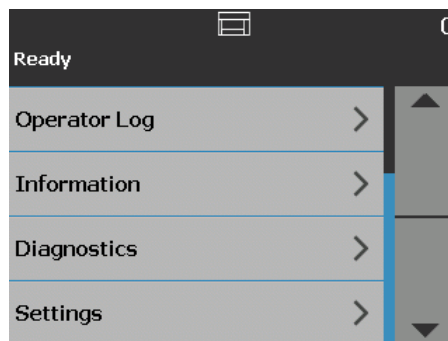 Ready
Operator Log
Information
Diagnostics
Settings